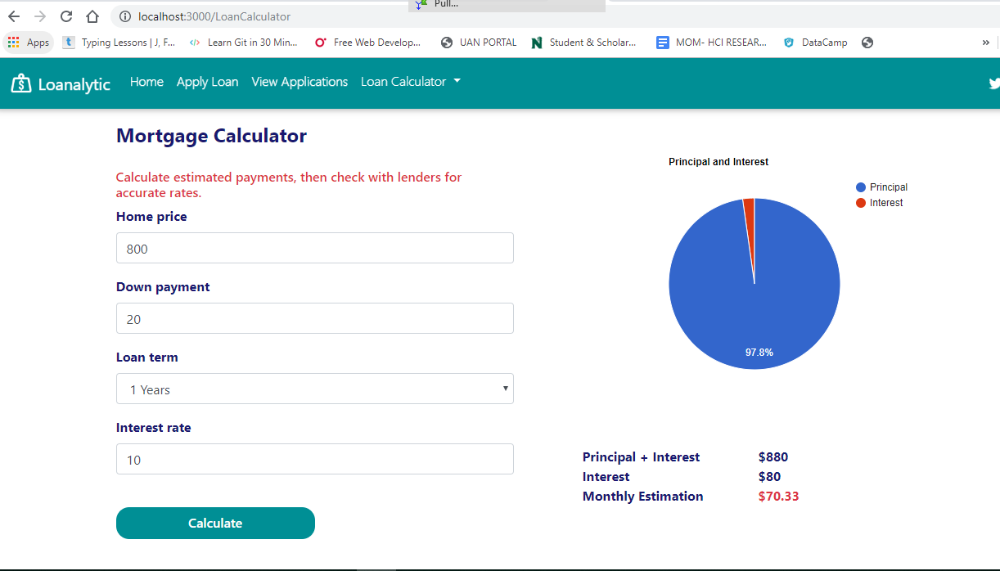 Pull...
localhost:3000/LoanCalculator
Apps Typing Lessons | J, F... Learn Git in 30 Min... Free Web Develop... UAN PORTAL Student & Scholar... MOM- HCI RESEAR... DataCamp »
Loanalytic Home Apply Loan View Applications Loan Calculator
Mortgage Calculator
Calculate estimated payments, then check with lenders for
accurate rates.
Home price
800
Down payment
20
Loan term
1 Years
Interest rate
10
Calculate
Principal and Interest
Principal
Interest
97.8%
Principal + Interest $880
Interest $80
Monthly Estimation $70.33